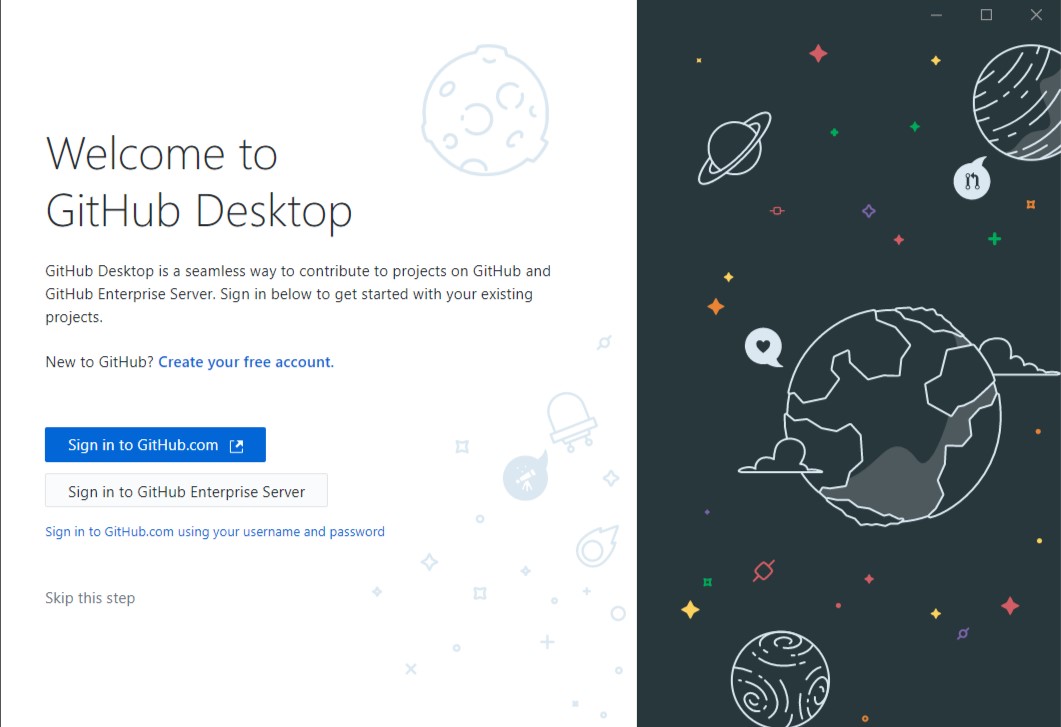 Welcome to
GitHub Desktop
GitHub Desktop is a seamless way to contribute to projects on GitHub and
GitHub Enterprise Server. Sign in below to get started with your existing
projects.
New to GitHub? Create your free account.
Sign in to GitHub.com
Sign in to GitHub Enterprise Server
Sign in to GitHub.com using your username and password
Skip this step